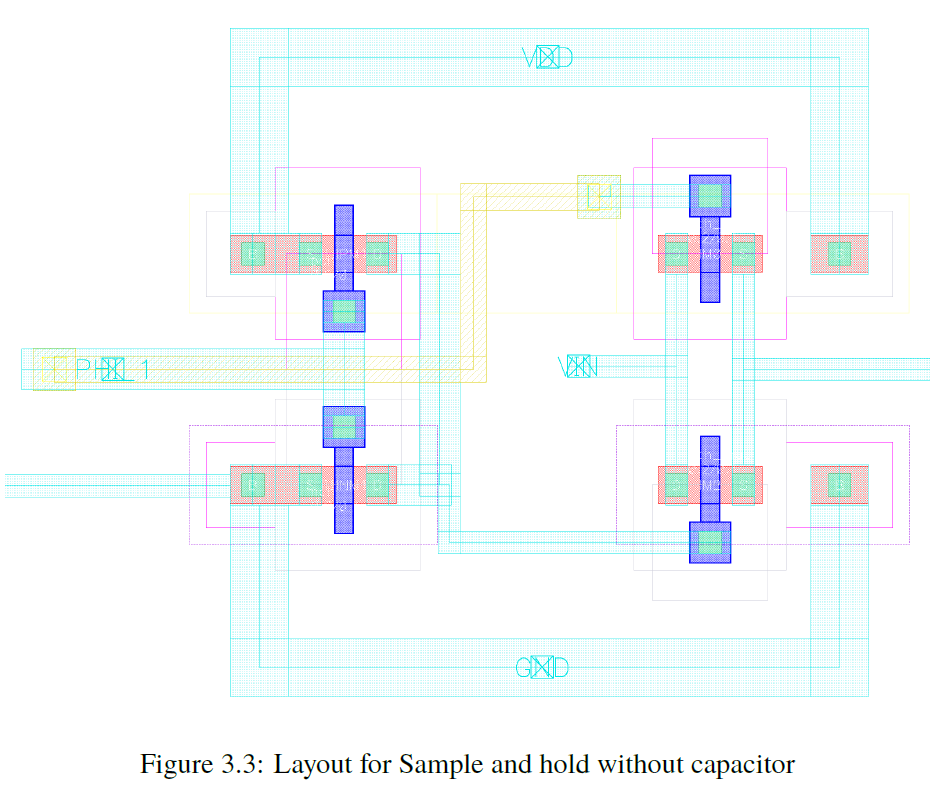 VDD
PHI_1
VIN
GND
Figure 3.3: Layout for Sample and hold without capacitor